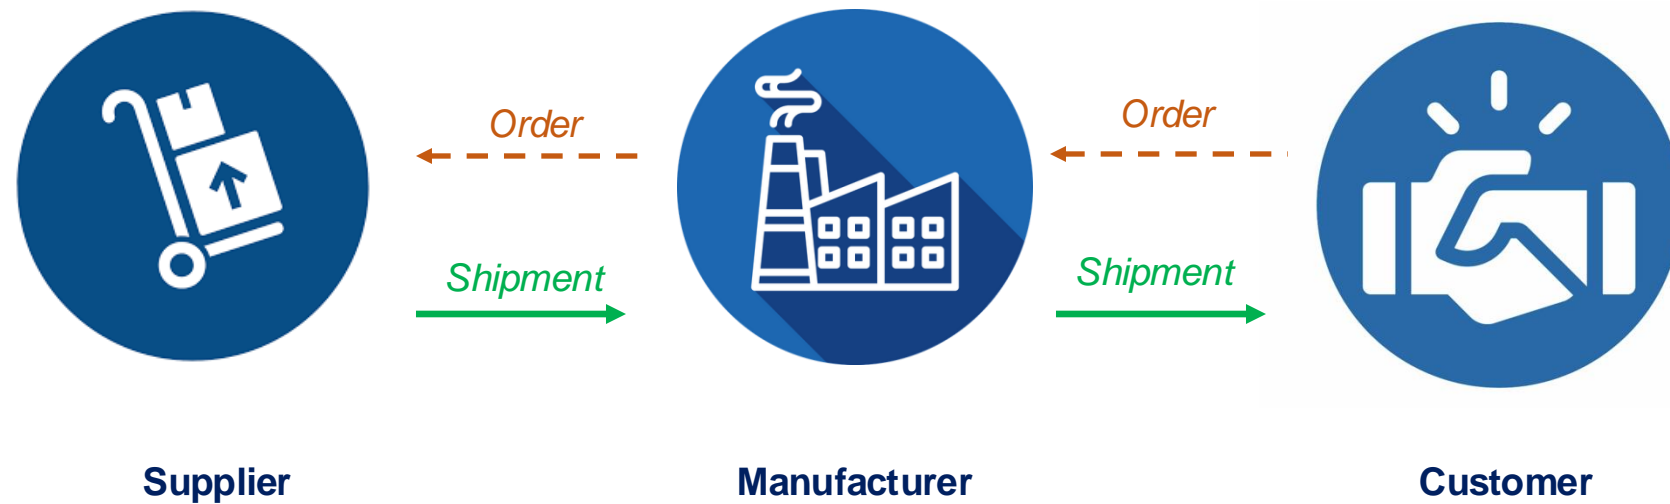 Order
Order
Shipment
Shipment
Supplier
Manufacturer
Customer